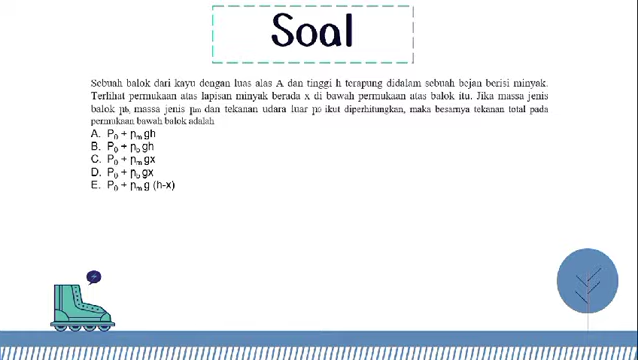 Soal
Sebuah balok dari kayu dengan luas alas A dan tinggi h terapung didalam sebuah bejan berisi minyak.
Terlihat permukaan atas lapisan minyak berada x di bawah permukaan atas balok itu. Jika massa jenis
balok ρb, massa jenis ρm dan tekanan udara luar p0 ikut diperhitungkan, maka besarnya tekanan total pada
permukaan bawah balok adalah
A. P₀ + ρₘ gh
B. P₀ + ρb gh
C. P₀ + ρₘ gx
D. P₀ + ρb gx
E. P₀ + ρₘ g (h-x)